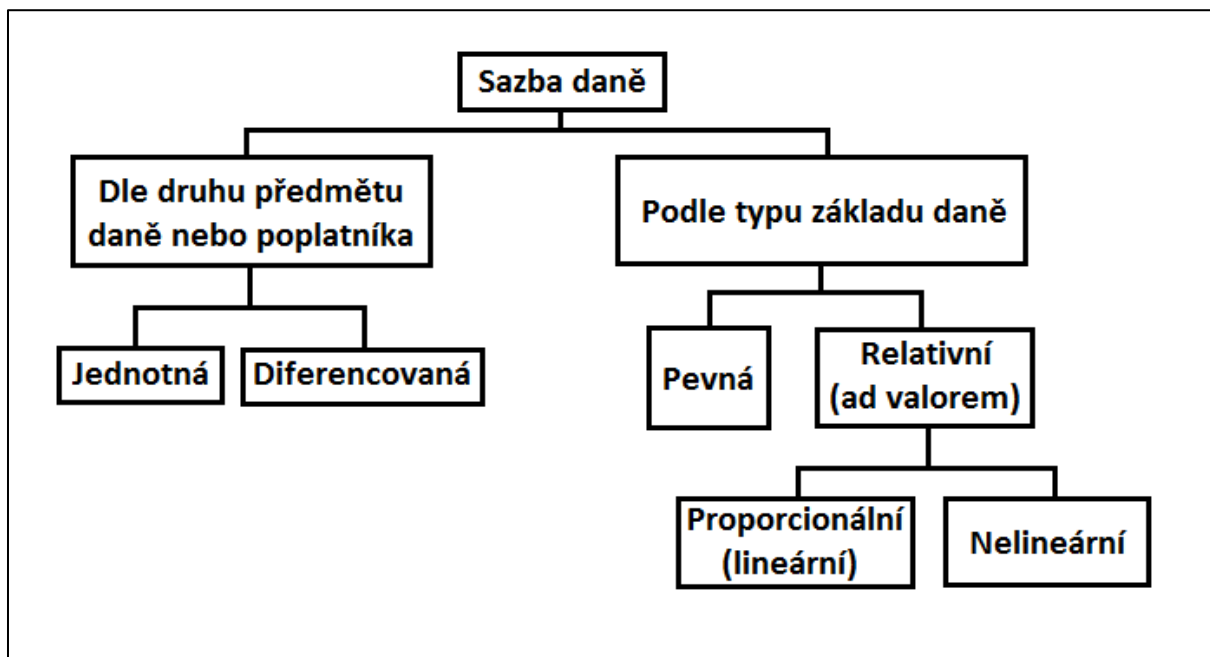 Sazba daně
Dle druhu předmětu
daně nebo poplatníka
Podle typu základu daně
Jednotná
Diferencovaná
Pevná
Relativní
(ad valorem)
Proporcionální
(lineární)
Nelineární